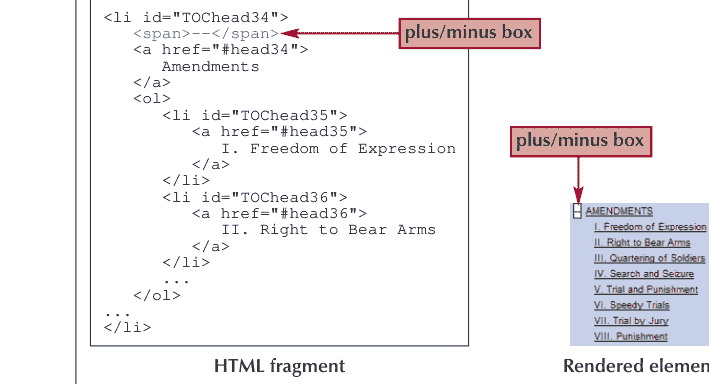 <li id="TOChead34">
<span>--</span>
plus/minus box
<a href="#head34">
Amendments
</a>
<ol>
<li id="TOChead35">
<a href="#head35">
I. Freedom of Expression
</a>
</li>
<li id="TOChead36">
<a href="#head36">
II. Right to Bear Arms
</a>
</li>
...
</ol>
...
</li>
HTML fragment
plus/minus box
AMENDMENTS
I. Freedom of Expression
II. Right to Bear Arms
III. Quartering of Soldiers
IV. Search and Seizure
V. Trial and Punishment
VI. Speedy Trials
VII. Trial by Jury
VIII. Punishment
Rendered elemen